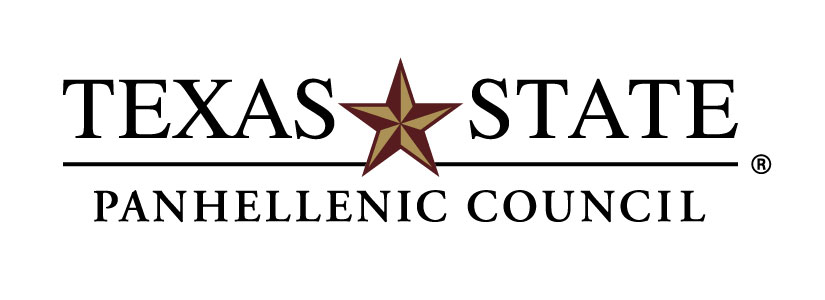 TEXAS STATE
®
PANHELLENIC COUNCIL